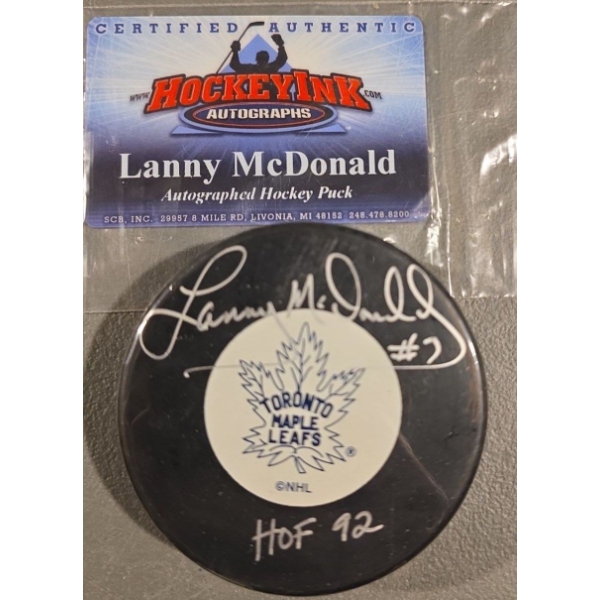 CERTIFIED AUTHENTIC
www.HOCKEYINK.COM
AUTOGRAPHS
Lanny McDonald
Autographed Hockey Puck
SCB, INC. 29957 8 MILE RD, LIVONIA, MI 48152 248.478.8200
Lanny McDonald
#7
TORONTO
MAPLE
LEAFS
®
©NHL
HOF 92